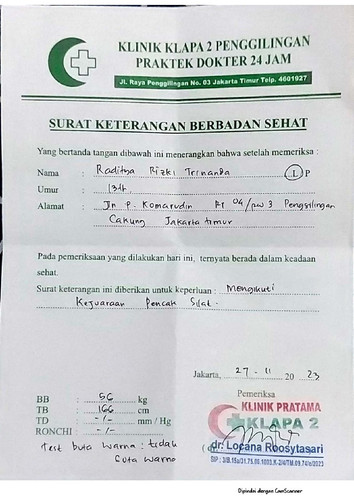 KLINIK KLAPA 2 PENGGILINGAN
PRAKTEK DOKTER 24 JAM
JL. Raya Penggilingan No. 03 Jakarta Timur Telp. 4601927
SURAT KETERANGAN BERBADAN SEHAT
Yang bertanda tangan dibawah ini menerangkan bahwa setelah memeriksa :
Nama : Raditya Rizki Trinanda L P
Umur : 13th
Alamat : Jn P. Komarudin Rt 04/rw 3 Penggilingan
Cakung Jakarta timur
Pada pemeriksaan yang dilakukan hari ini, ternyata berada dalam keadaan
sehat.
Surat keterangan ini diberikan untuk keperluan : Mengikuti
Kejuaraan Pencak Silat.
Jakarta, 27-11 20 23
Pemeriksa
BB : 56 kg
TB : 166 cm
TD : -/- mm / Hg
RONCHI : -/-
Test buta warna : tidak
buta warna
KLINIK PRATAMA
KLAPA 2
dr. Locana Roosytasari
Dipindai dengan CamScanner